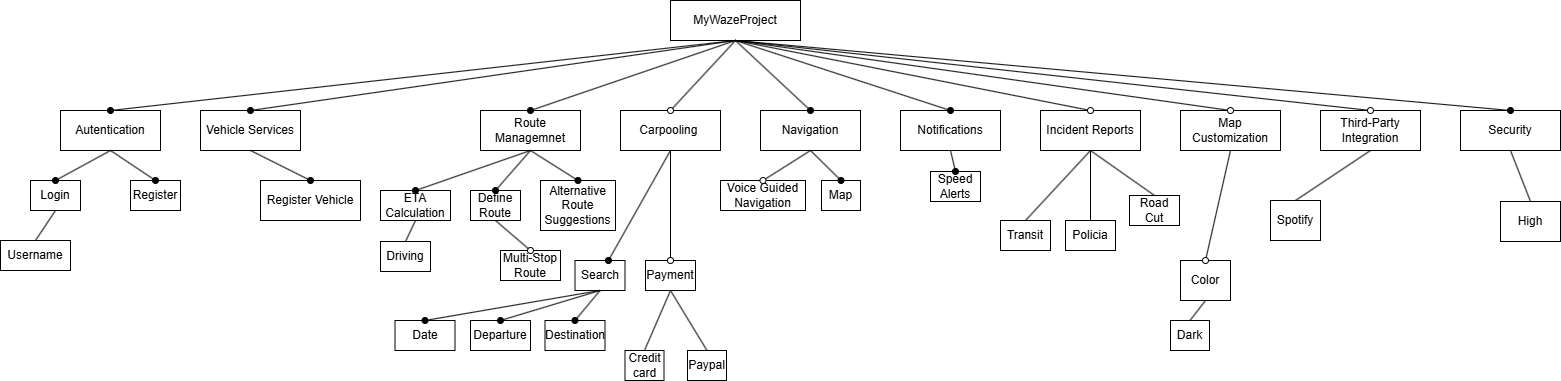 MyWazeProject
Autentication
Vehicle Services
Route
Managemnet
Carpooling
Navigation
Notifications
Incident Reports
Map
Customization
Third-Party
Integration
Security
Login
Register
Register Vehicle
ETA
Calculation
Define
Route
Alternative
Route
Suggestions
Voice Guided
Navigation
Map
Speed
Alerts
Road
Cut
Transit
Policia
Spotify
High
Username
Driving
Multi-Stop
Route
Search
Payment
Color
Date
Departure
Destination
Dark
Credit
card
Paypal